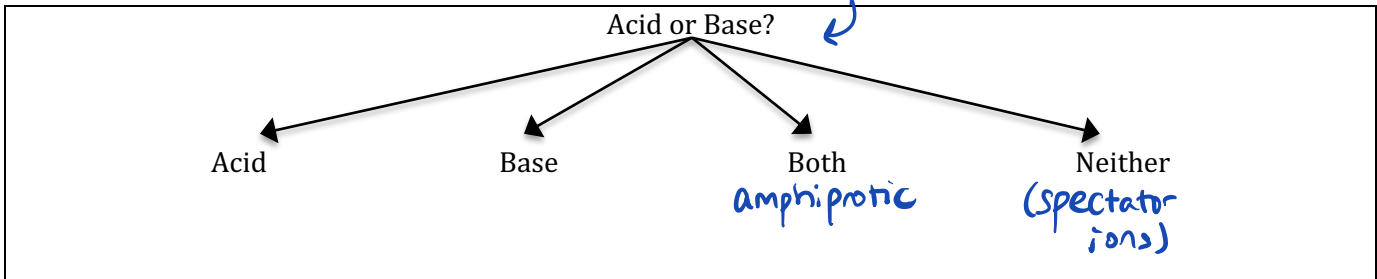 Acid or Base?
Acid Base Both Neither
amphiprotic (spectator
ions)